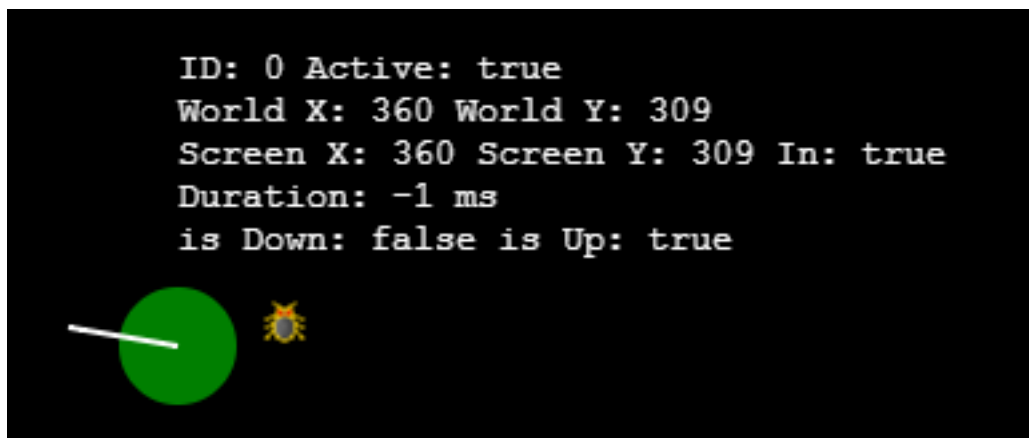 ID: 0 Active: true
World X: 360 World Y: 309
Screen X: 360 Screen Y: 309 In: true
Duration: -1 ms
is Down: false is Up: true